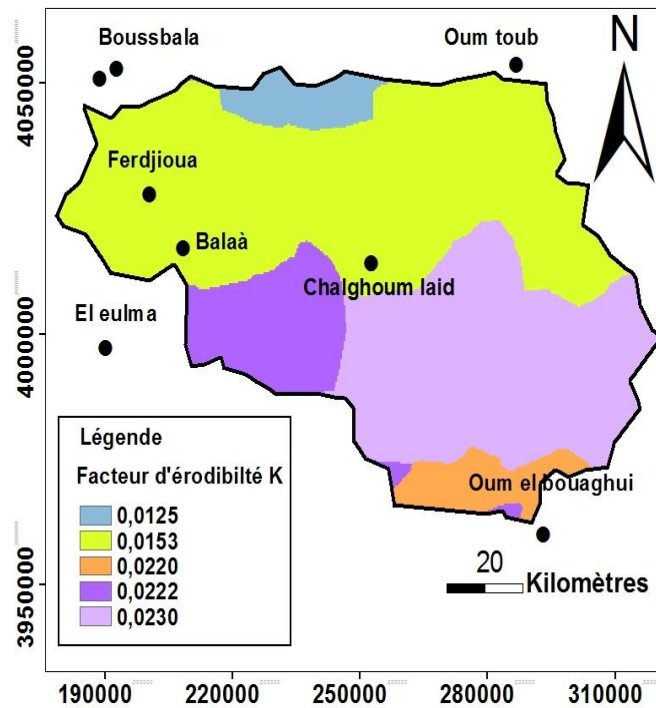 Boussbala
Oum toub
N
4050000
Ferdjioua
Balaà
Chalghoum laid
El eulma
4000000
Légende
Facteur d'érodibilté K
0,0125
0,0153
0,0220
0,0222
0,0230
Oum el bouaghui
20
Kilomètres
3950000
190000 220000 250000 280000 310000